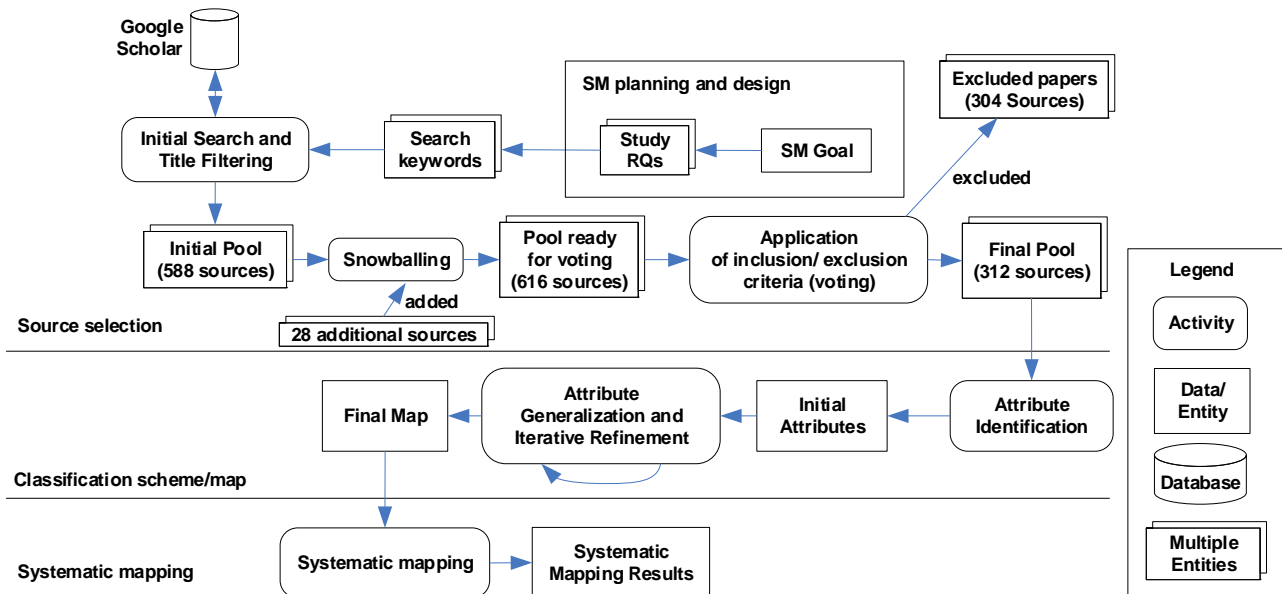 Google
Scholar
SM planning and design
Excluded papers
(304 Sources)
Initial Search and
Title Filtering
Search
keywords
Study
RQs
SM Goal
excluded
Initial Pool
(588 sources)
Snowballing
Pool ready
for voting
(616 sources)
Application
of inclusion/ exclusion
criteria (voting)
Final Pool
(312 sources)
added
28 additional sources
Source selection
Final Map
Attribute
Generalization and
Iterative Refinement
Initial
Attributes
Attribute
Identification
Classification scheme/map
Systematic mapping
Systematic mapping
Systematic
Mapping Results
Legend
Activity
Data/
Entity
Database
Multiple
Entities